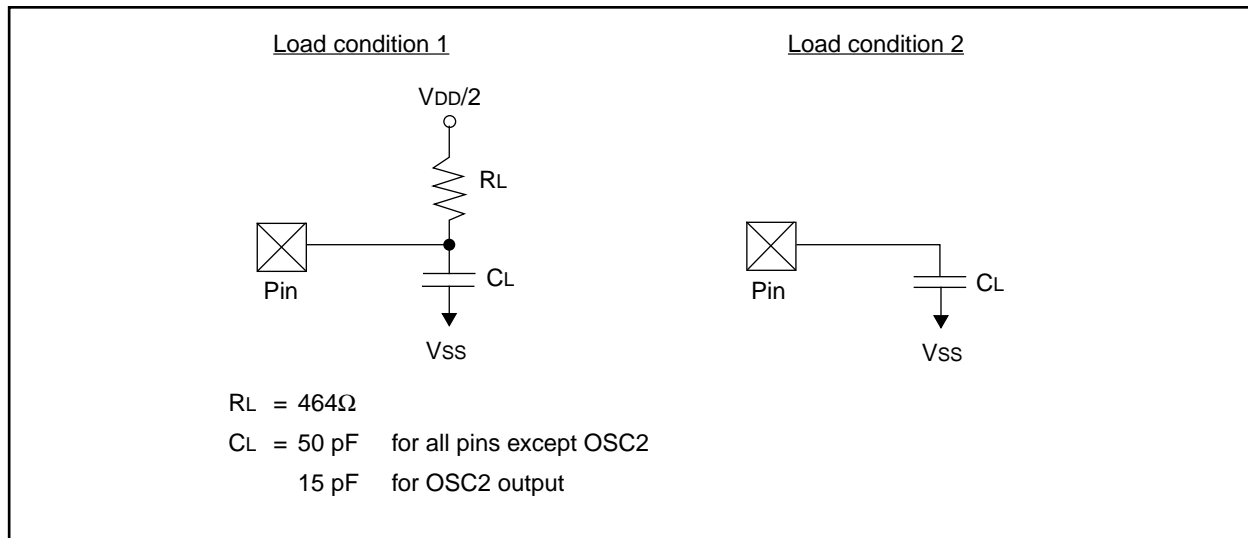 Load condition 1
Load condition 2
VDD/2
RL
Pin
CL
VSS
Pin
CL
VSS
RL = 464Ω
CL = 50 pF for all pins except OSC2
15 pF for OSC2 output